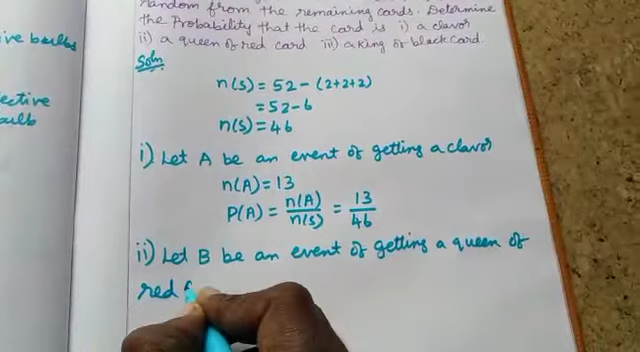 ive bulbs
ective
bulb
random from the remaining cards. Determine
the Probability that the card is i) a clavor
ii) a queen of red card iii) a king of black card.
Soln
n(S) = 52 - (2+2+2)
= 52 - 6
n(S) = 46
i) Let A be an event of getting a clavor
n(A) = 13
P(A) = n(A)/n(S) = 13/46
ii) Let B be an event of getting a queen of
red